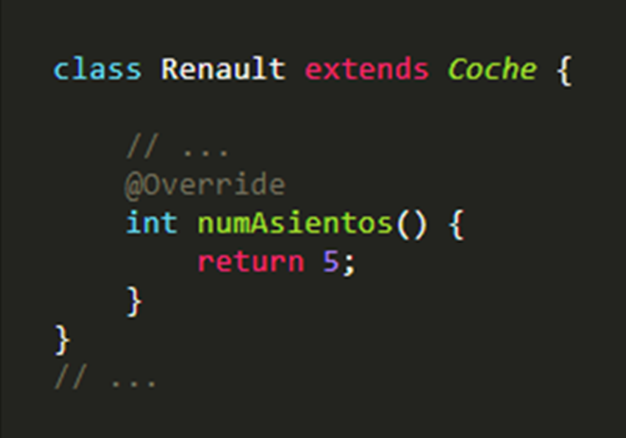 class Renault extends Coche {
// ...
@Override
int numAsientos() {
return 5;
}
}
// ...